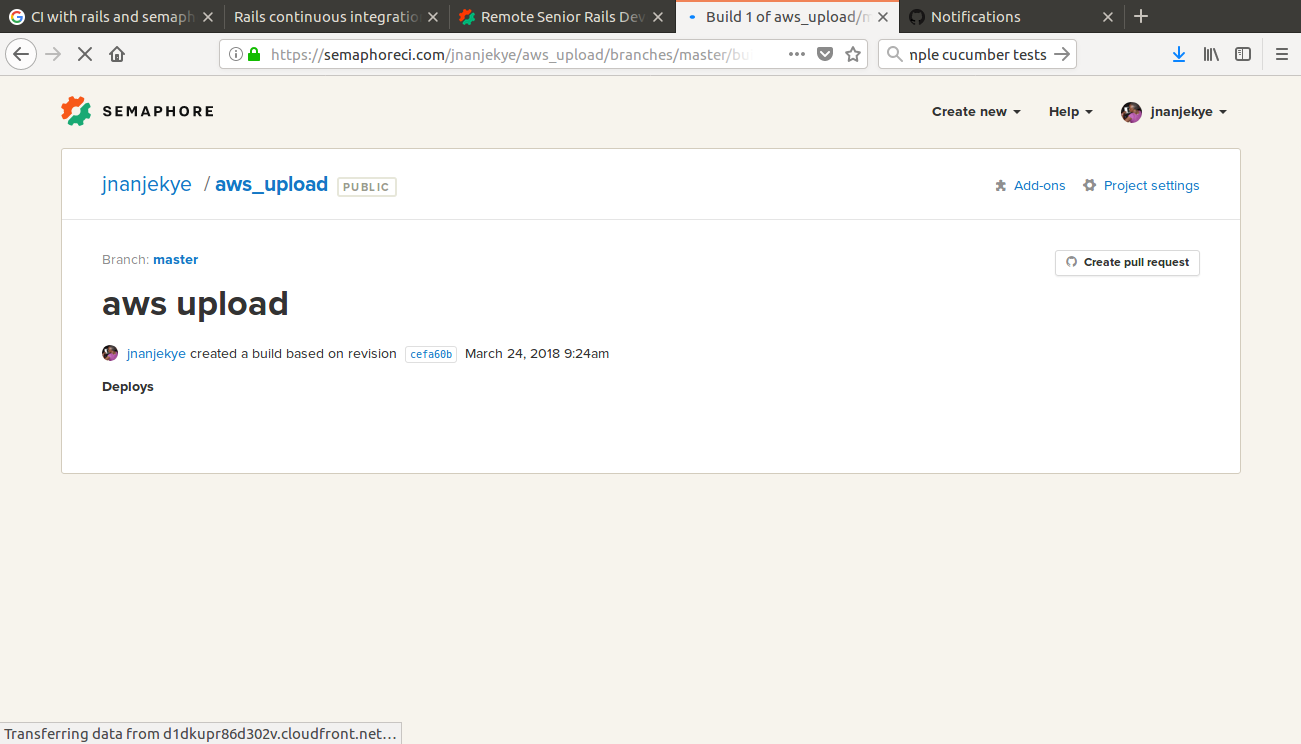 CI with rails and semaph
Rails continuous integratio
Remote Senior Rails Dev
Build 1 of aws_upload/m
Notifications
https://semaphoreci.com/jnanjekye/aws_upload/branches/master/bu
nple cucumber tests
SEMAPHORE
Create new
Help
jnanjekye
jnanjekye / aws_upload PUBLIC
Add-ons
Project settings
Branch: master
Create pull request
aws upload
jnanjekye created a build based on revision cefa60b March 24, 2018 9:24am
Deploys
Transferring data from d1dkupr86d302v.cloudfront.net…